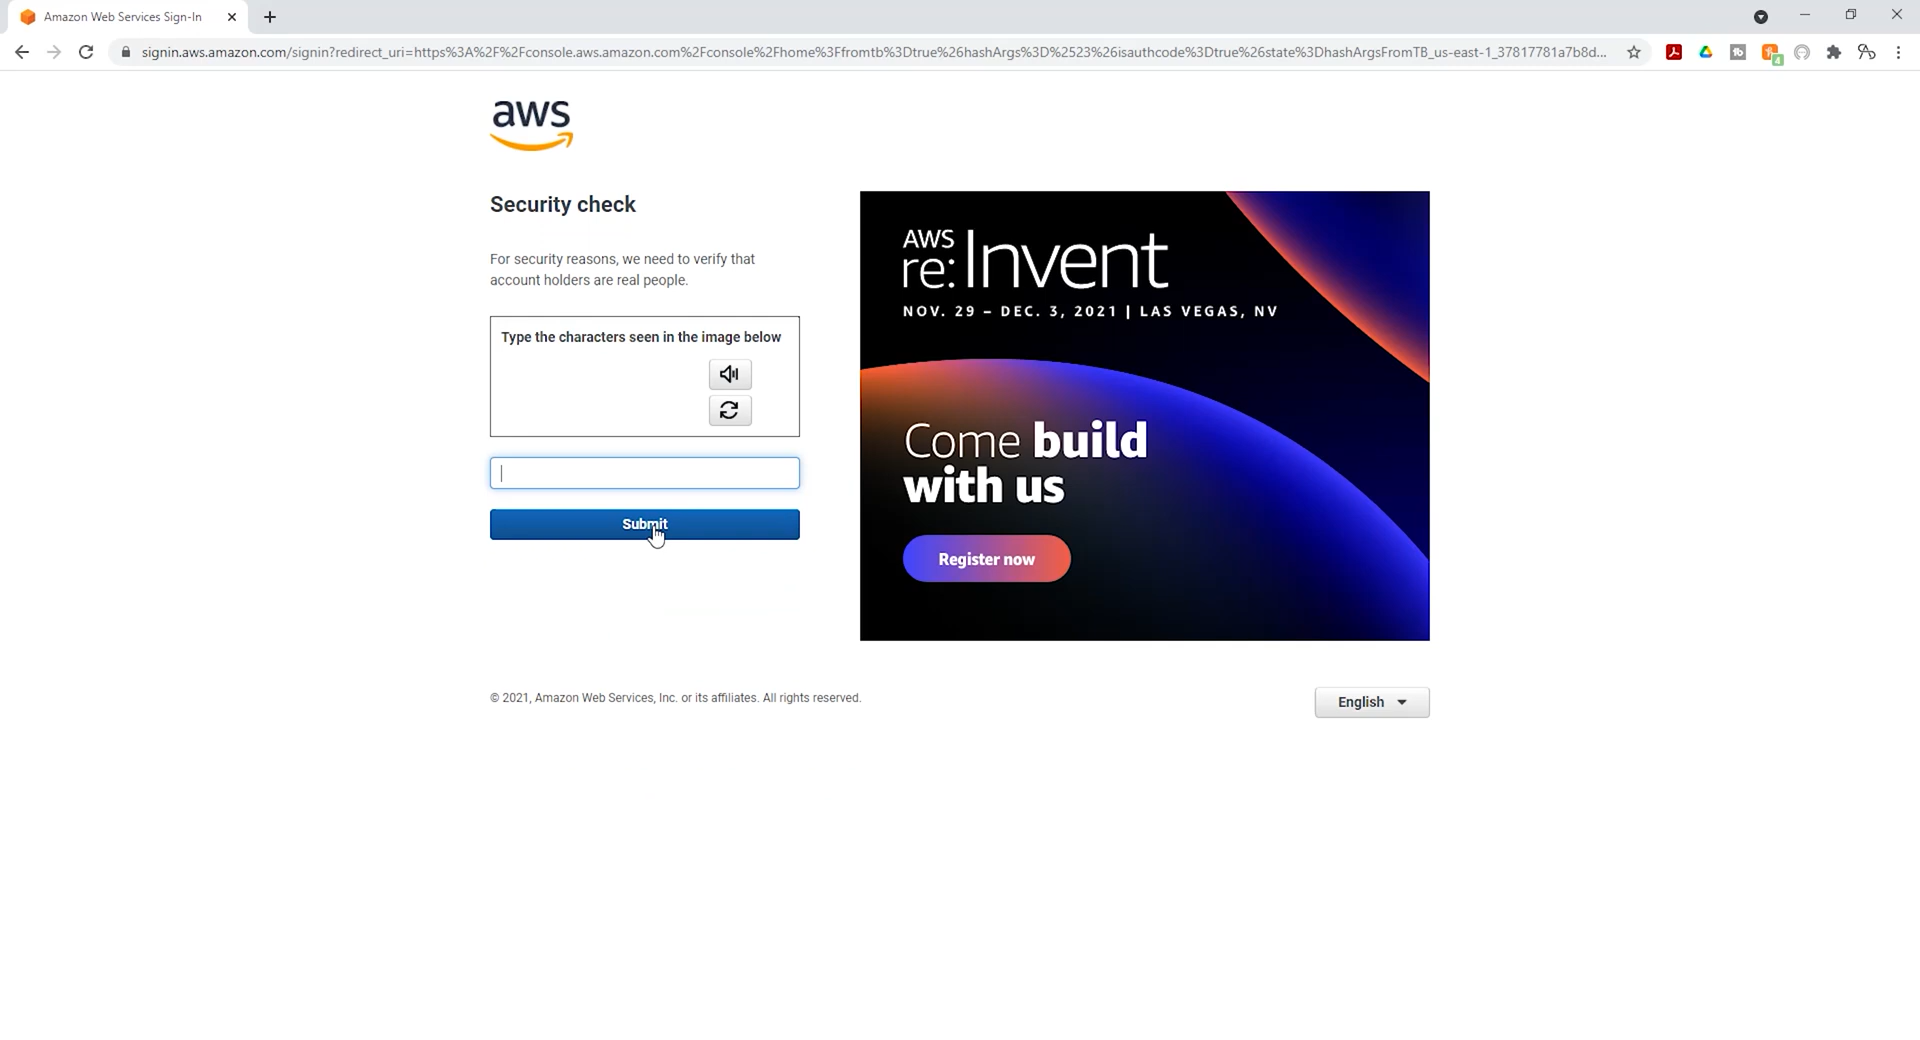 Amazon Web Services Sign-In
signin.aws.amazon.com/signin?redirect_uri=https%3A%2F%2Fconsole.aws.amazon.com%2Fconsole%2Fhome%3Ffromtb%3Dtrue%26hashArgs%3D%2523%26isauthcode%3Dtrue%26state%3DhashArgsFromTB_us-east-1_37817781a7b8d...
4
aws
Security check
For security reasons, we need to verify that
account holders are real people.
Type the characters seen in the image below
Submit
AWS
re:Invent
NOV. 29 – DEC. 3, 2021 | LAS VEGAS, NV
Come build
with us
Register now
© 2021, Amazon Web Services, Inc. or its affiliates. All rights reserved.
English